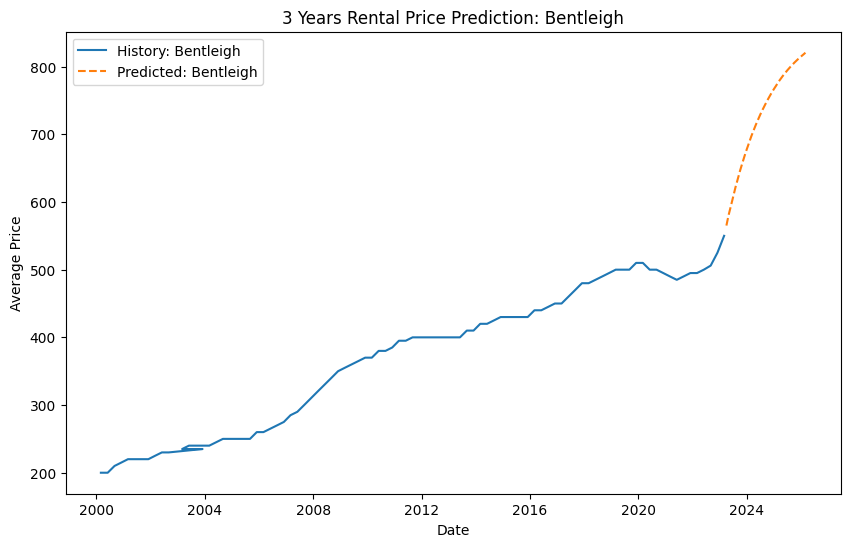 3 Years Rental Price Prediction: Bentleigh
History: Bentleigh
Predicted: Bentleigh
800
700
600
500
400
300
200
Average Price
2000 2004 2008 2012 2016 2020 2024
Date